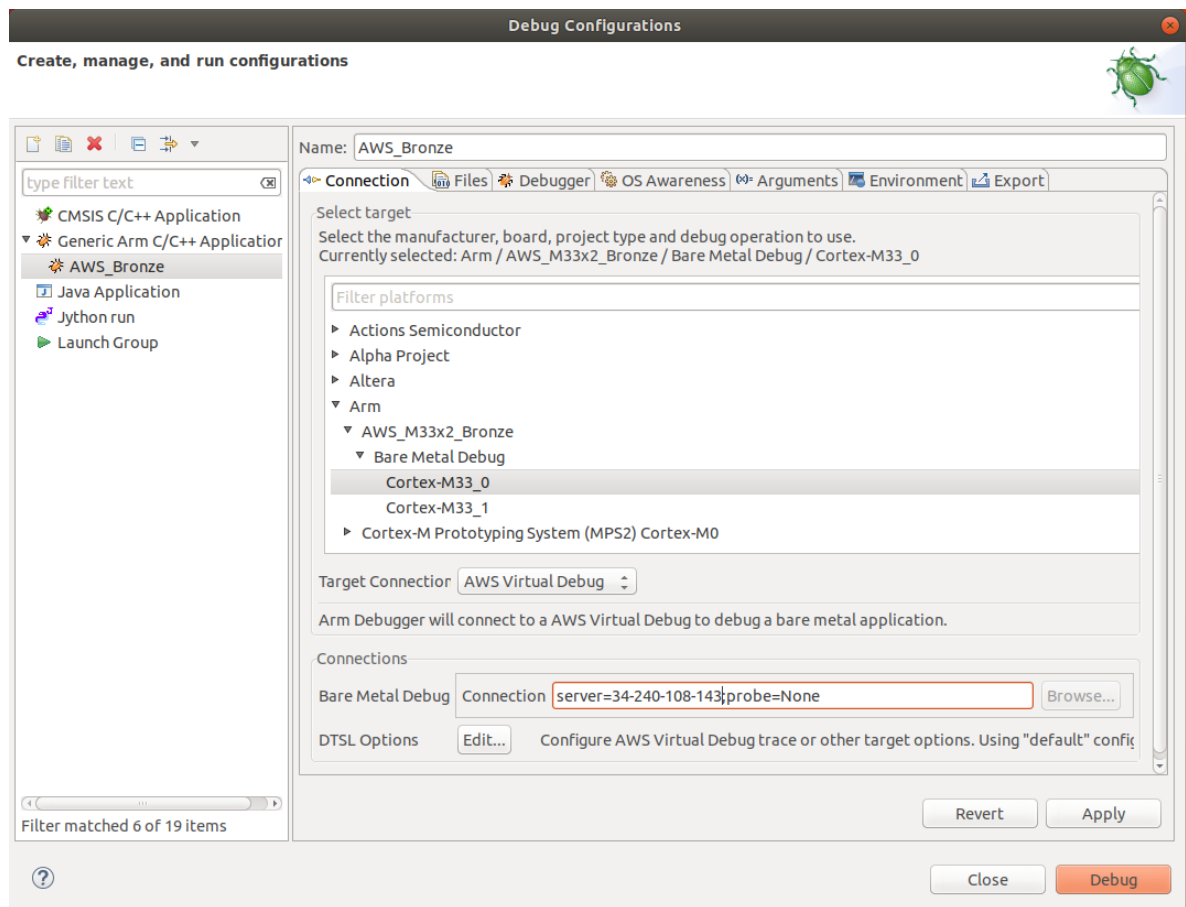 Debug Configurations
Create, manage, and run configurations
Name: AWS_Bronze
type filter text
CMSIS C/C++ Application
Generic Arm C/C++ Application
AWS_Bronze
Java Application
Jython run
Launch Group
Filter matched 6 of 19 items
Connection Files Debugger OS Awareness Arguments Environment Export
Select target
Select the manufacturer, board, project type and debug operation to use.
Currently selected: Arm / AWS_M33x2_Bronze / Bare Metal Debug / Cortex-M33_0
Filter platforms
Actions Semiconductor
Alpha Project
Altera
Arm
AWS_M33x2_Bronze
Bare Metal Debug
Cortex-M33_0
Cortex-M33_1
Cortex-M Prototyping System (MPS2) Cortex-M0
Target Connection AWS Virtual Debug
Arm Debugger will connect to a AWS Virtual Debug to debug a bare metal application.
Connections
Bare Metal Debug Connection server=34-240-108-143;probe=None Browse...
DTSL Options Edit... Configure AWS Virtual Debug trace or other target options. Using "default" config
Revert Apply
Close Debug